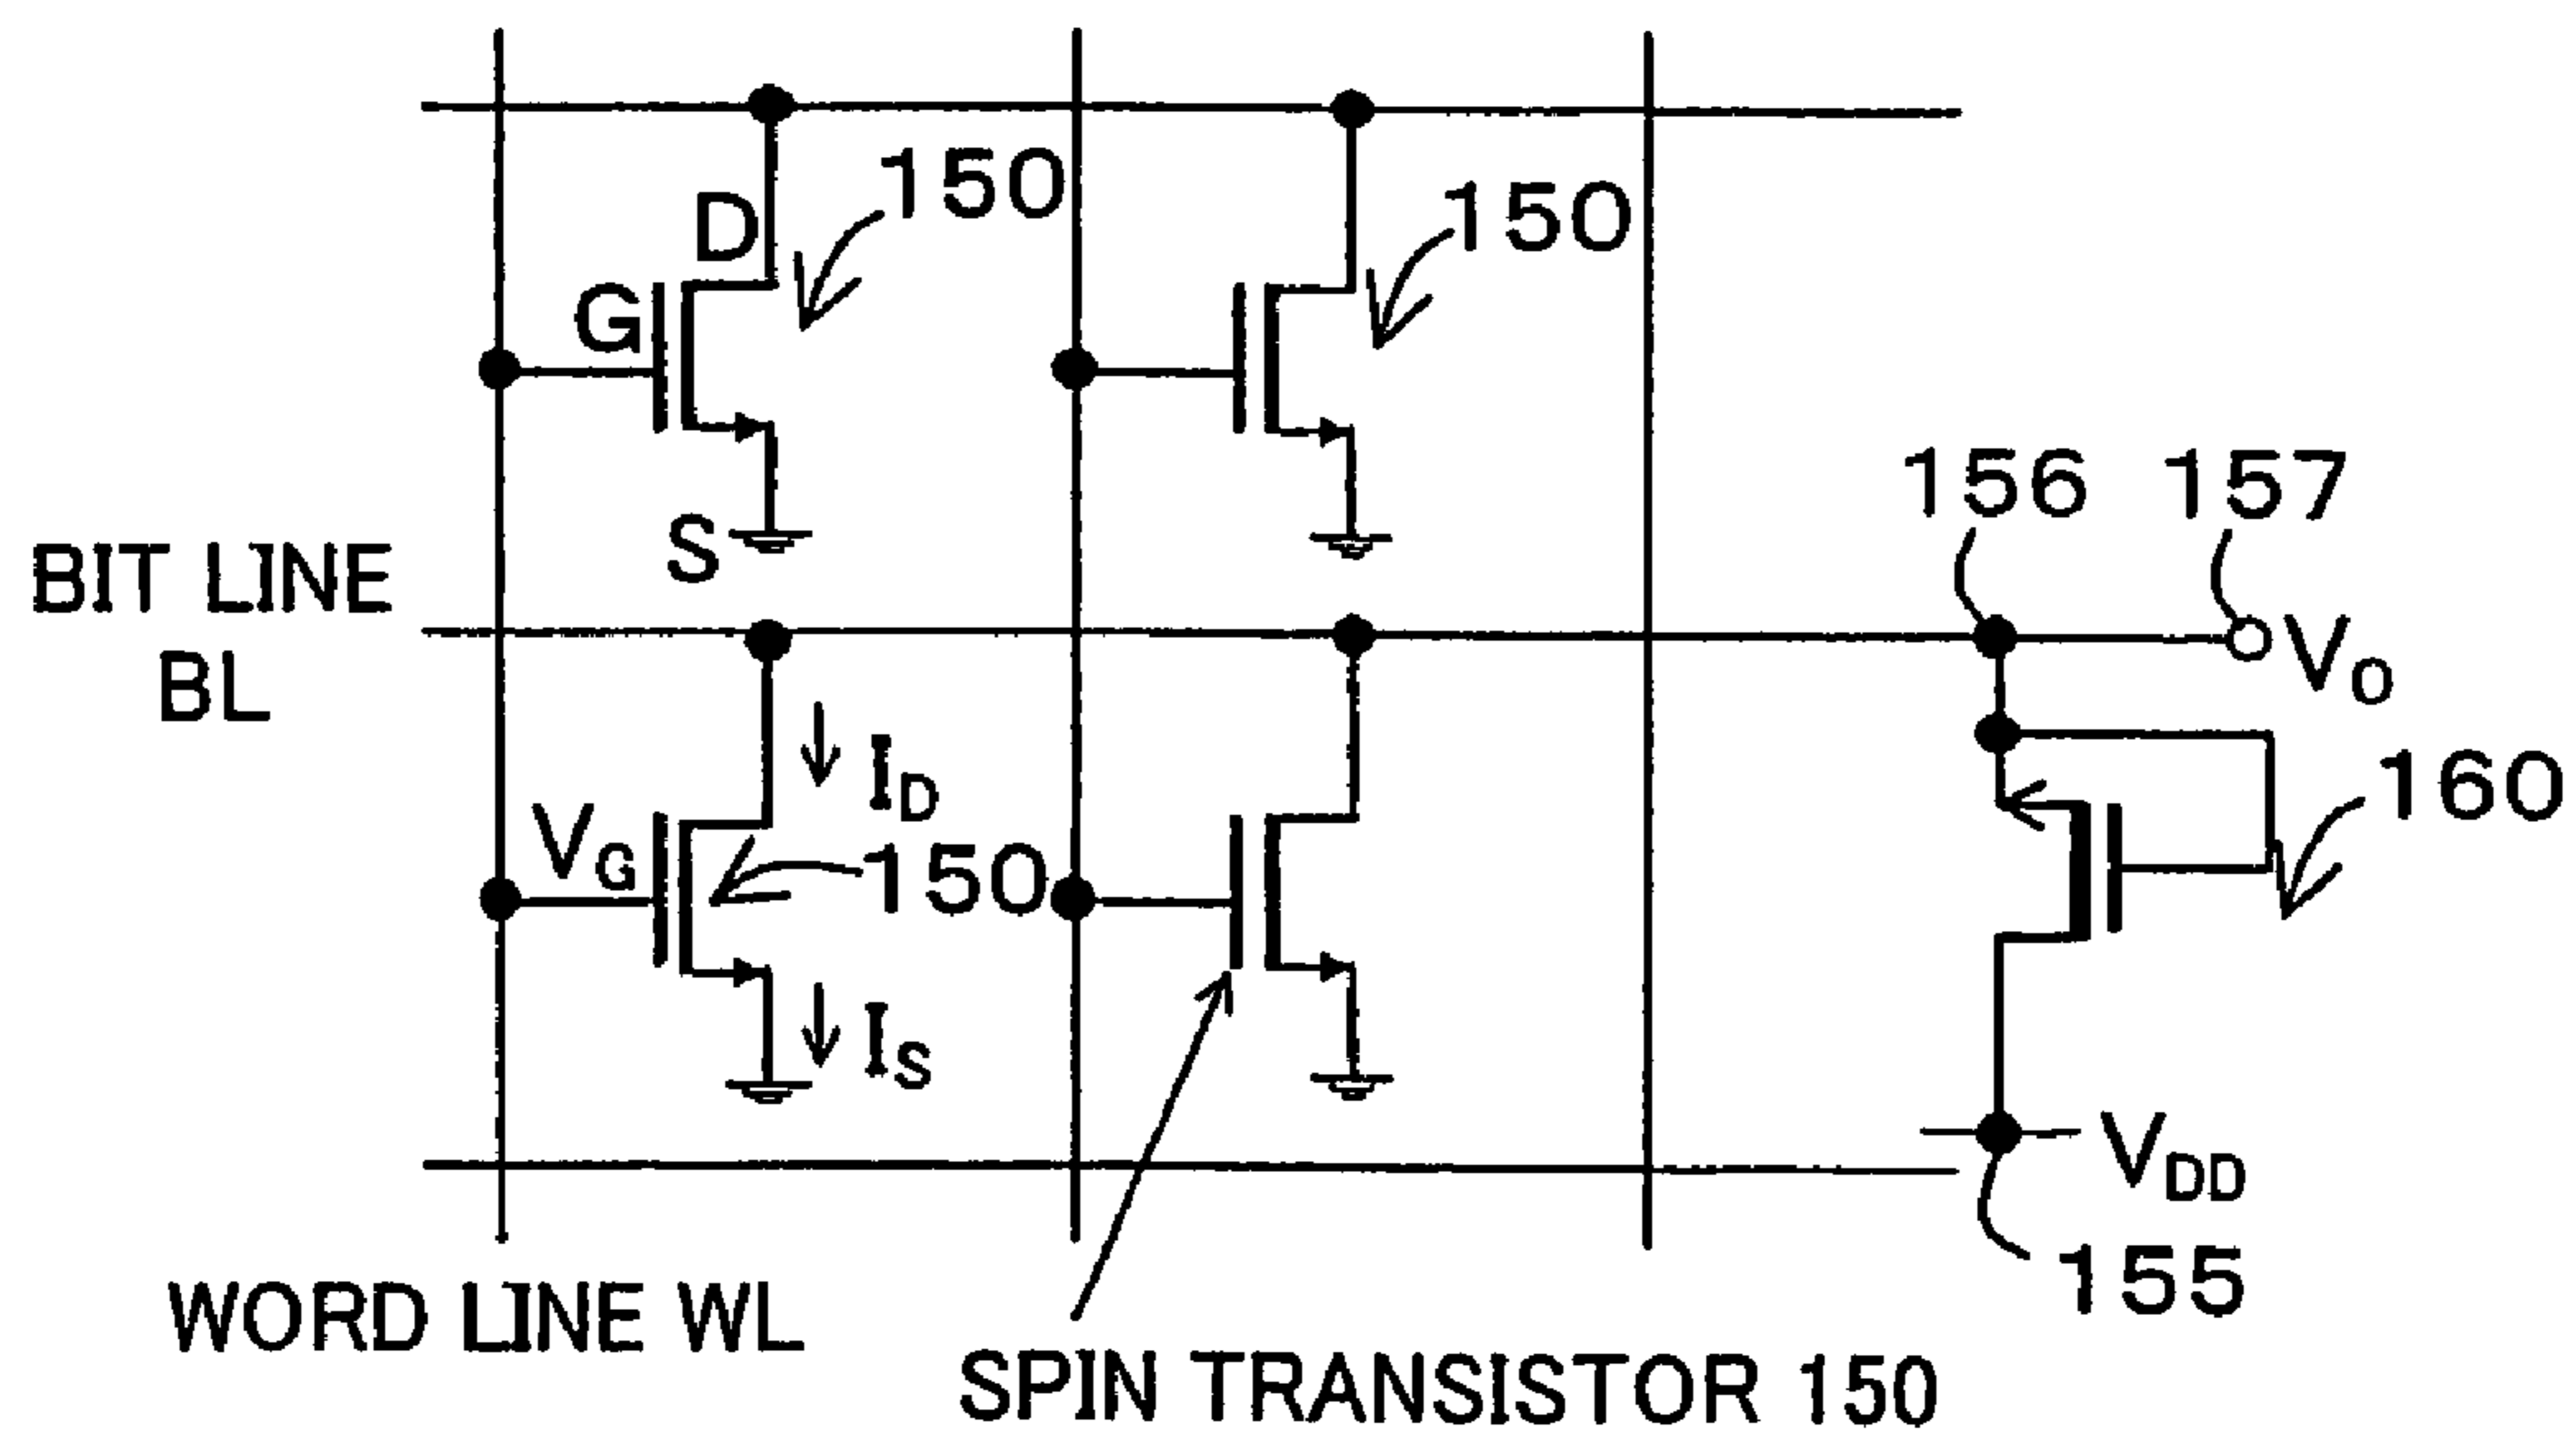 150
D
150
G
S
156
157
BIT LINE
BL
VO
ID
160
VG
150
IS
VDD
155
WORD LINE WL
SPIN TRANSISTOR 150